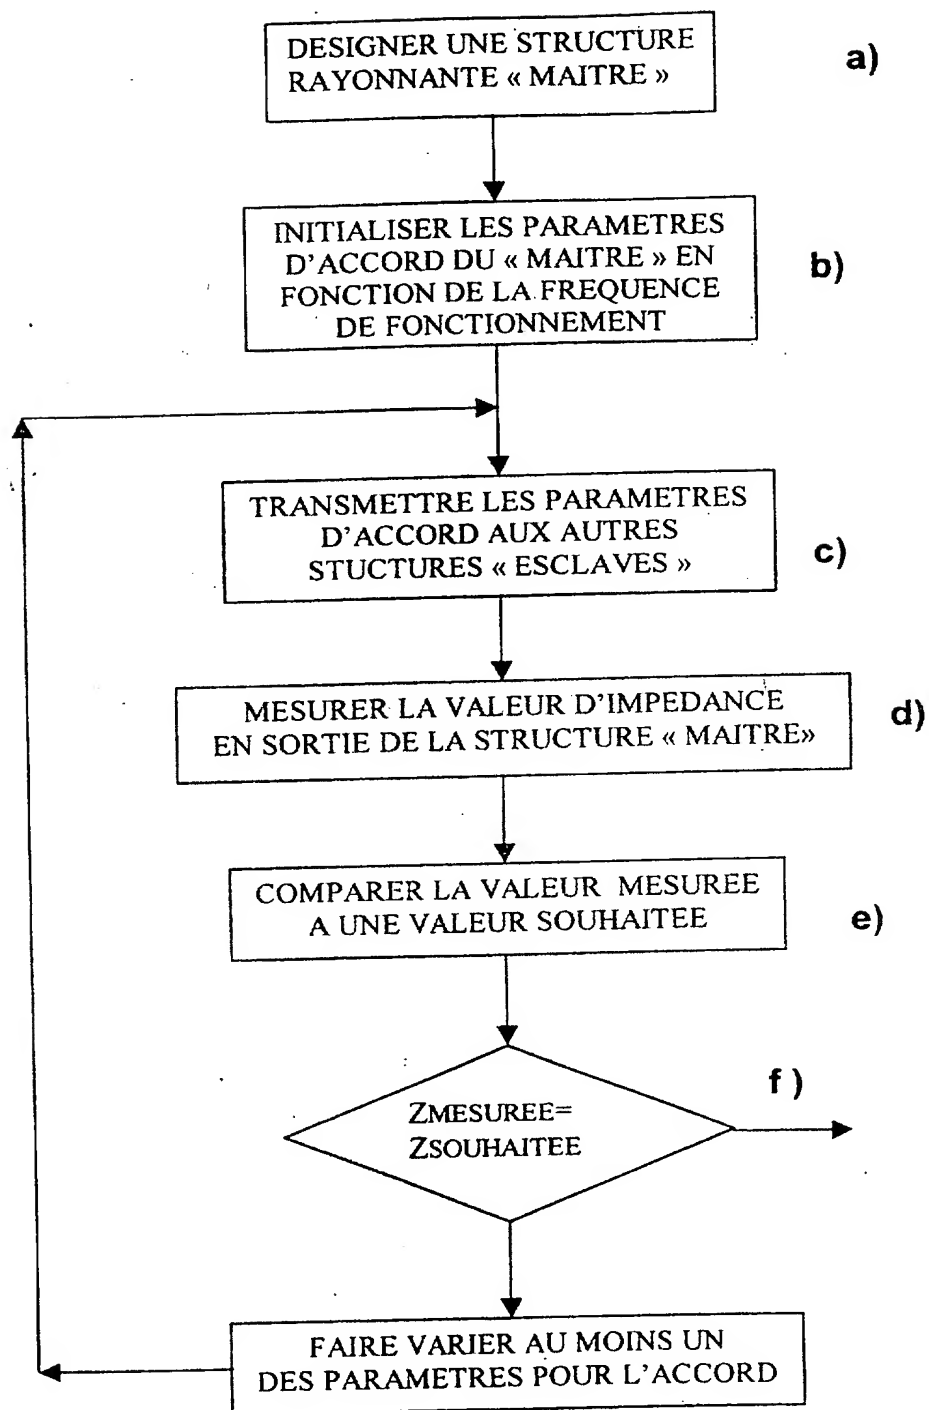 DESIGNER UNE STRUCTURE
RAYONNANTE « MAITRE »
a)
INITIALISER LES PARAMETRES
D'ACCORD DU « MAITRE » EN
FONCTION DE LA FREQUENCE
DE FONCTIONNEMENT
b)
TRANSMETTRE LES PARAMETRES
D'ACCORD AUX AUTRES
STUCTURES « ESCLAVES »
c)
MESURER LA VALEUR D'IMPEDANCE
EN SORTIE DE LA STRUCTURE « MAITRE»
d)
COMPARER LA VALEUR MESUREE
A UNE VALEUR SOUHAITEE
e)
f )
ZMESUREE=
ZSOUHAITEE
FAIRE VARIER AU MOINS UN
DES PARAMETRES POUR L'ACCORD